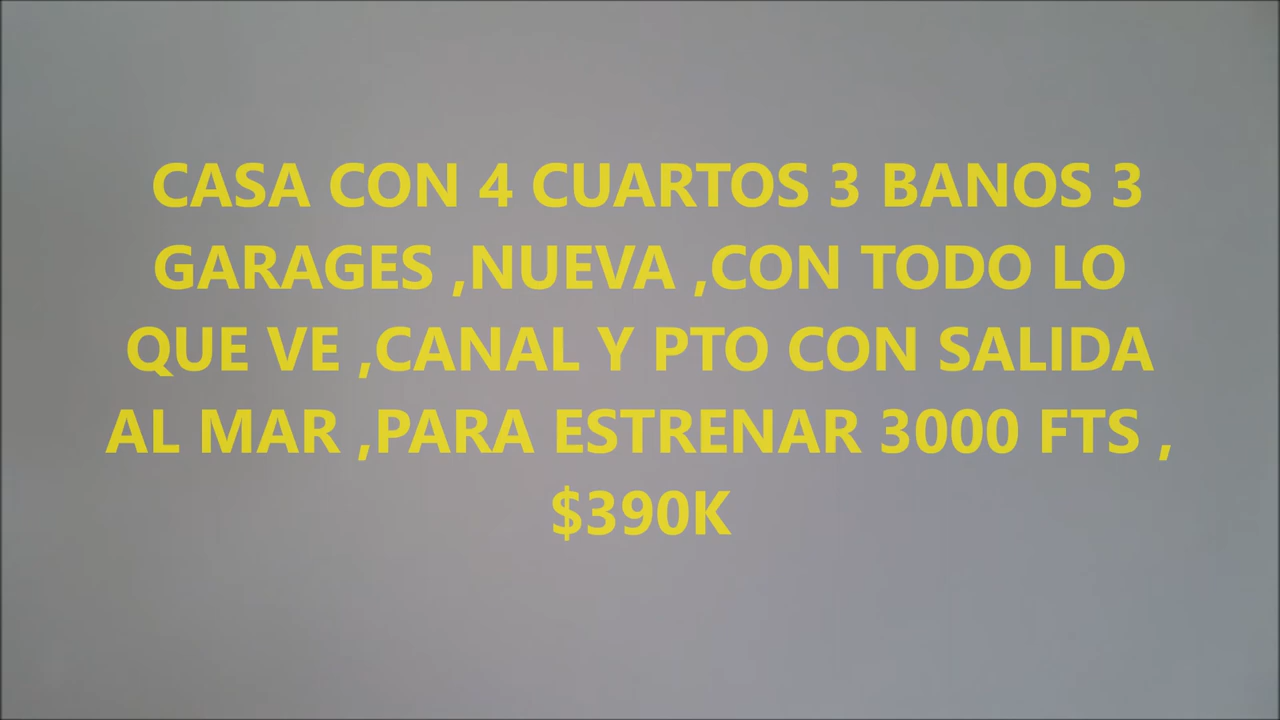 CASA CON 4 CUARTOS 3 BANOS 3
GARAGES ,NUEVA ,CON TODO LO
QUE VE ,CANAL Y PTO CON SALIDA
AL MAR ,PARA ESTRENAR 3000 FTS ,
$390K